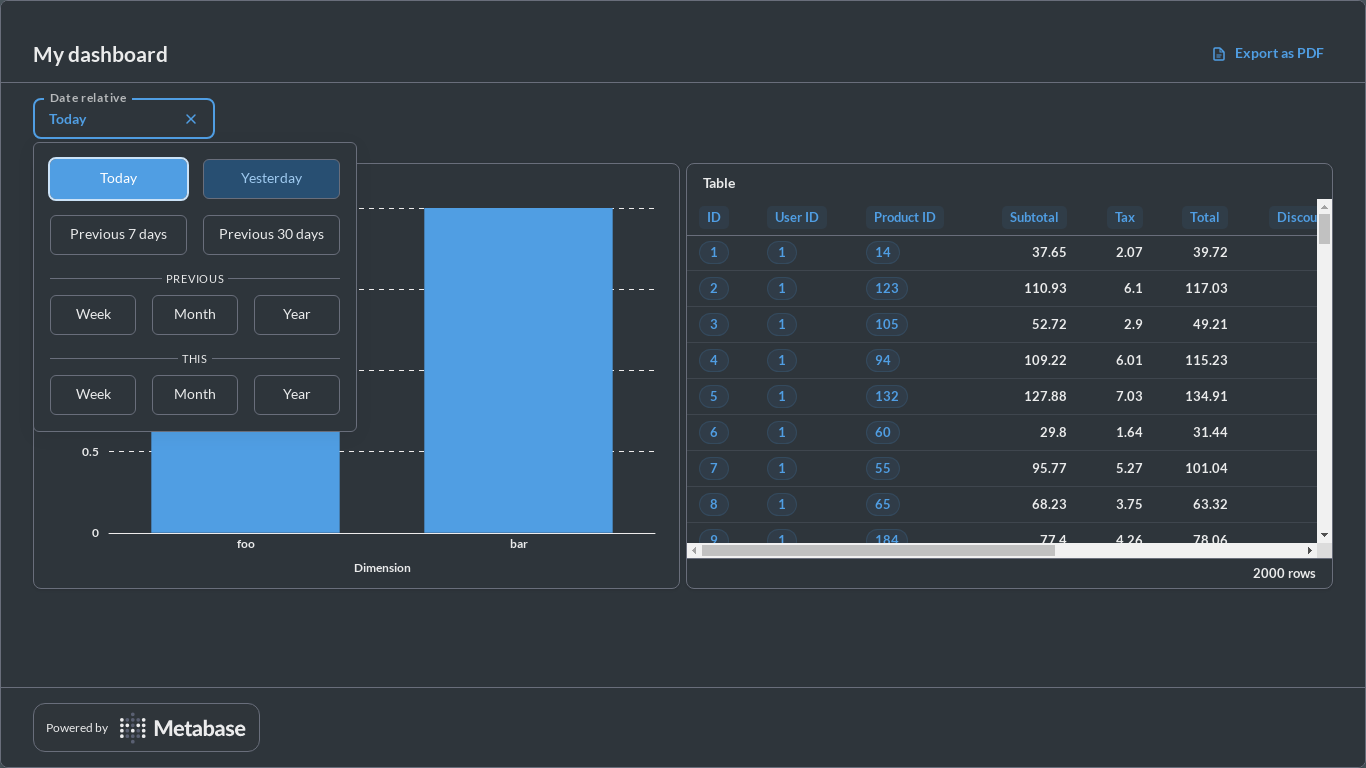 My dashboard
Export as PDF
Date relative
Today
Today Yesterday
Previous 7 days Previous 30 days
PREVIOUS
Week Month Year
THIS
Week Month Year
0.5
0
foo bar
Dimension
Table
ID User ID Product ID Subtotal Tax Total Discou
1 1 14 37.65 2.07 39.72
2 1 123 110.93 6.1 117.03
3 1 105 52.72 2.9 49.21
4 1 94 109.22 6.01 115.23
5 1 132 127.88 7.03 134.91
6 1 60 29.8 1.64 31.44
7 1 55 95.77 5.27 101.04
8 1 65 68.23 3.75 63.32
9 1 184 77.4 4.26 78.06
2000 rows
Powered by Metabase